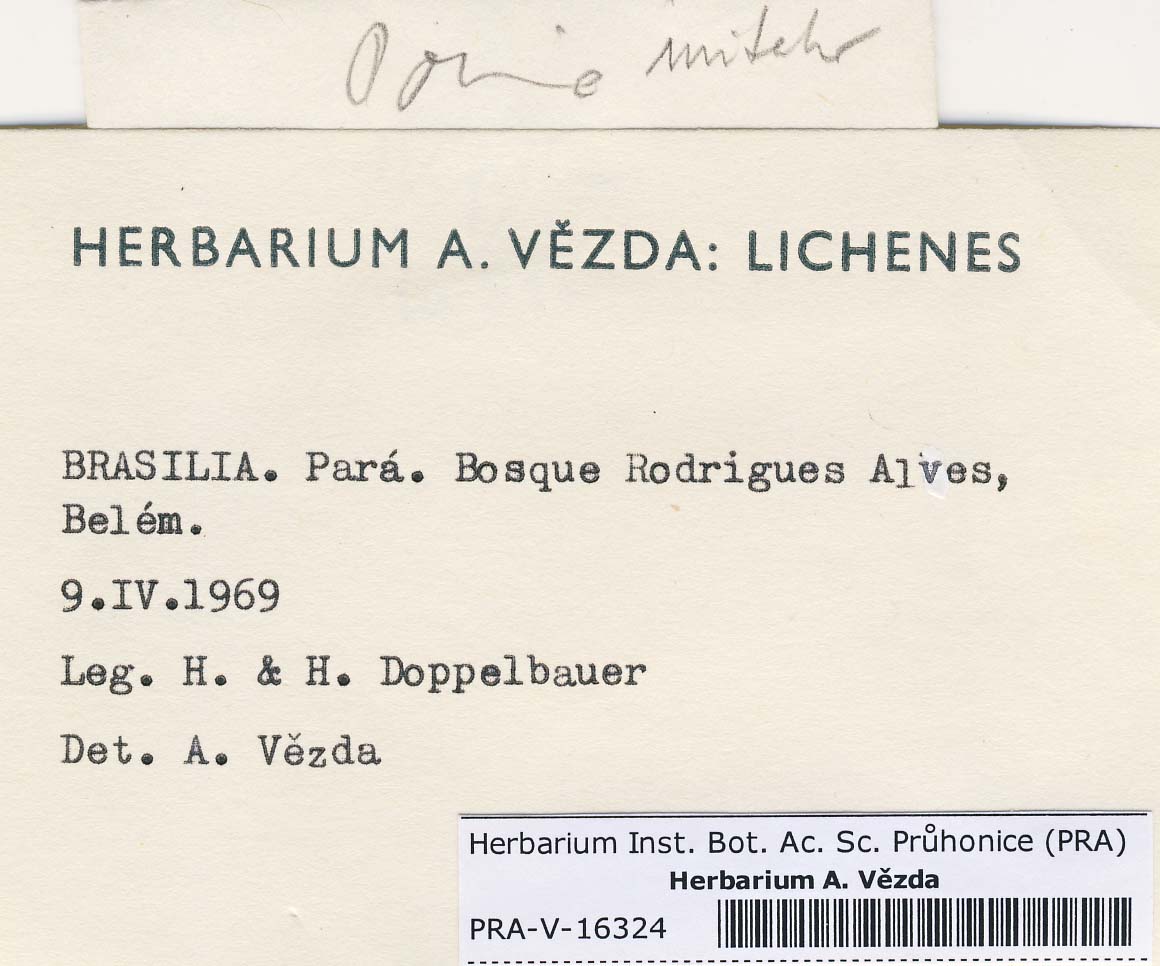 HERBARIUM A. VĚZDA: LICHENES
BRASILIA. Pará. Bosque Rodrigues Alves,
Belém.
9.IV.1969
Leg. H. & H. Doppelbauer
Det. A. Vězda
Herbarium Inst. Bot. Ac. Sc. Průhonice (PRA)
Herbarium A. Vězda
PRA-V-16324